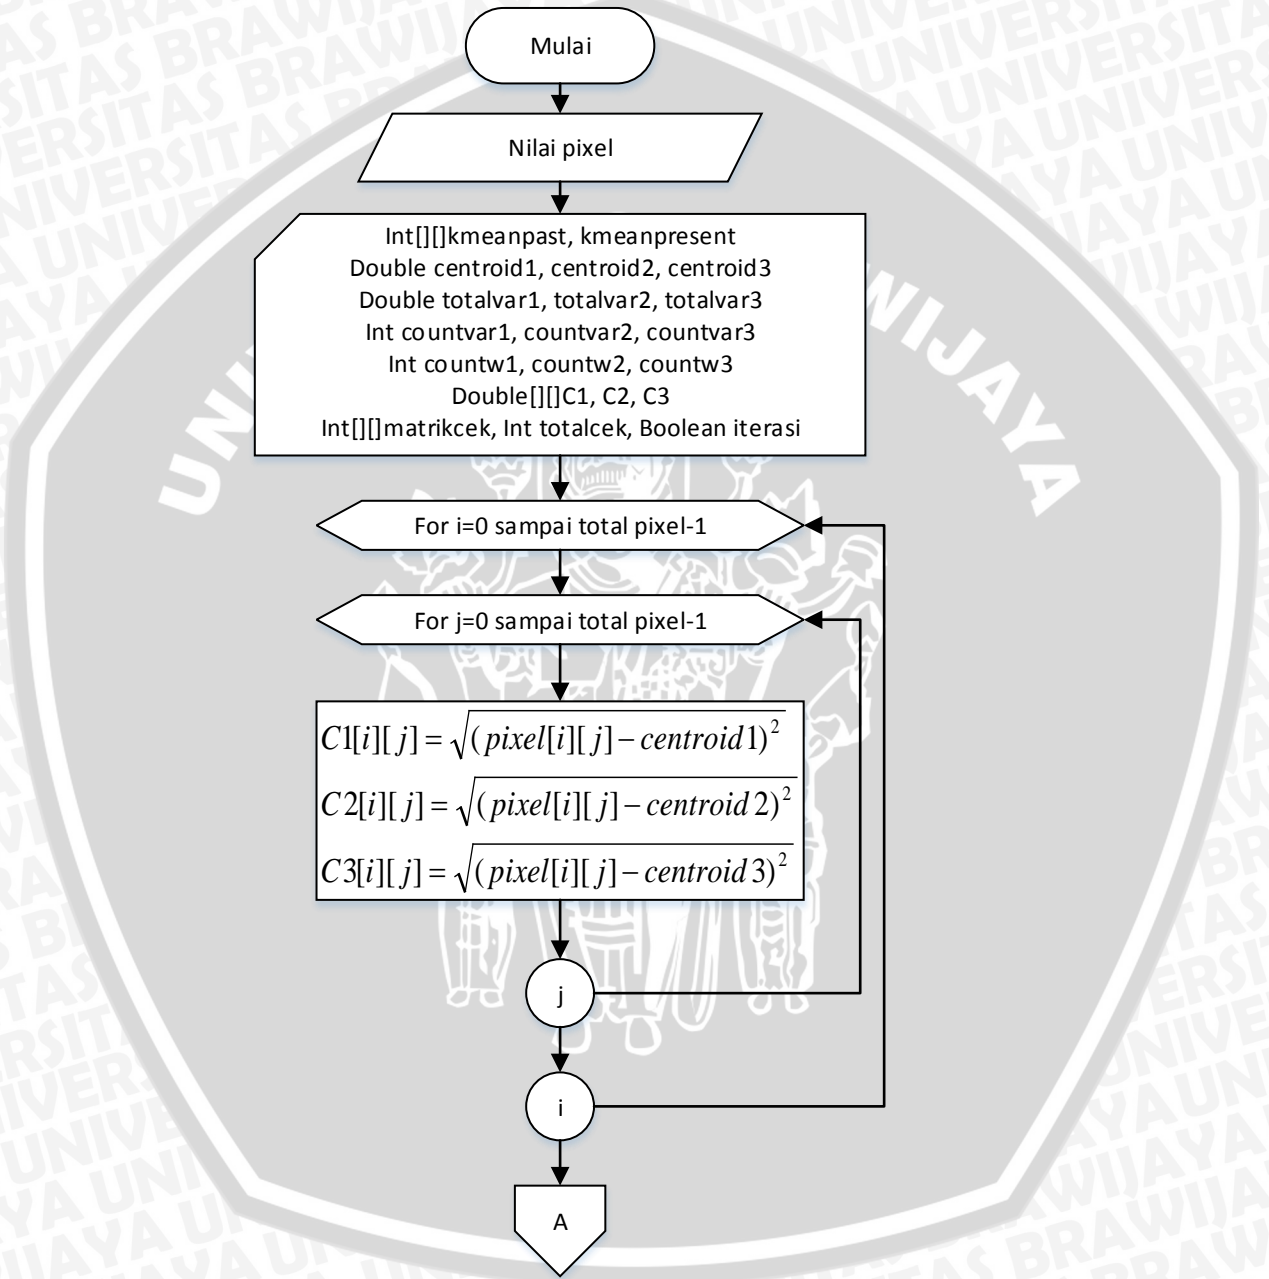 Mulai
Nilai pixel
Int[][]kmeanpast, kmeanpresent
Double centroid1, centroid2, centroid3
Double totalvar1, totalvar2, totalvar3
Int countvar1, countvar2, countvar3
Int countw1, countw2, countw3
Double[][]C1, C2, C3
Int[][]matrikcek, Int totalcek, Boolean iterasi
For i=0 sampai total pixel-1
For j=0 sampai total pixel-1
C1[i][j] = √(pixel[i][j] − centroid1)²
C2[i][j] = √(pixel[i][j] − centroid2)²
C3[i][j] = √(pixel[i][j] − centroid3)²
j
i
A